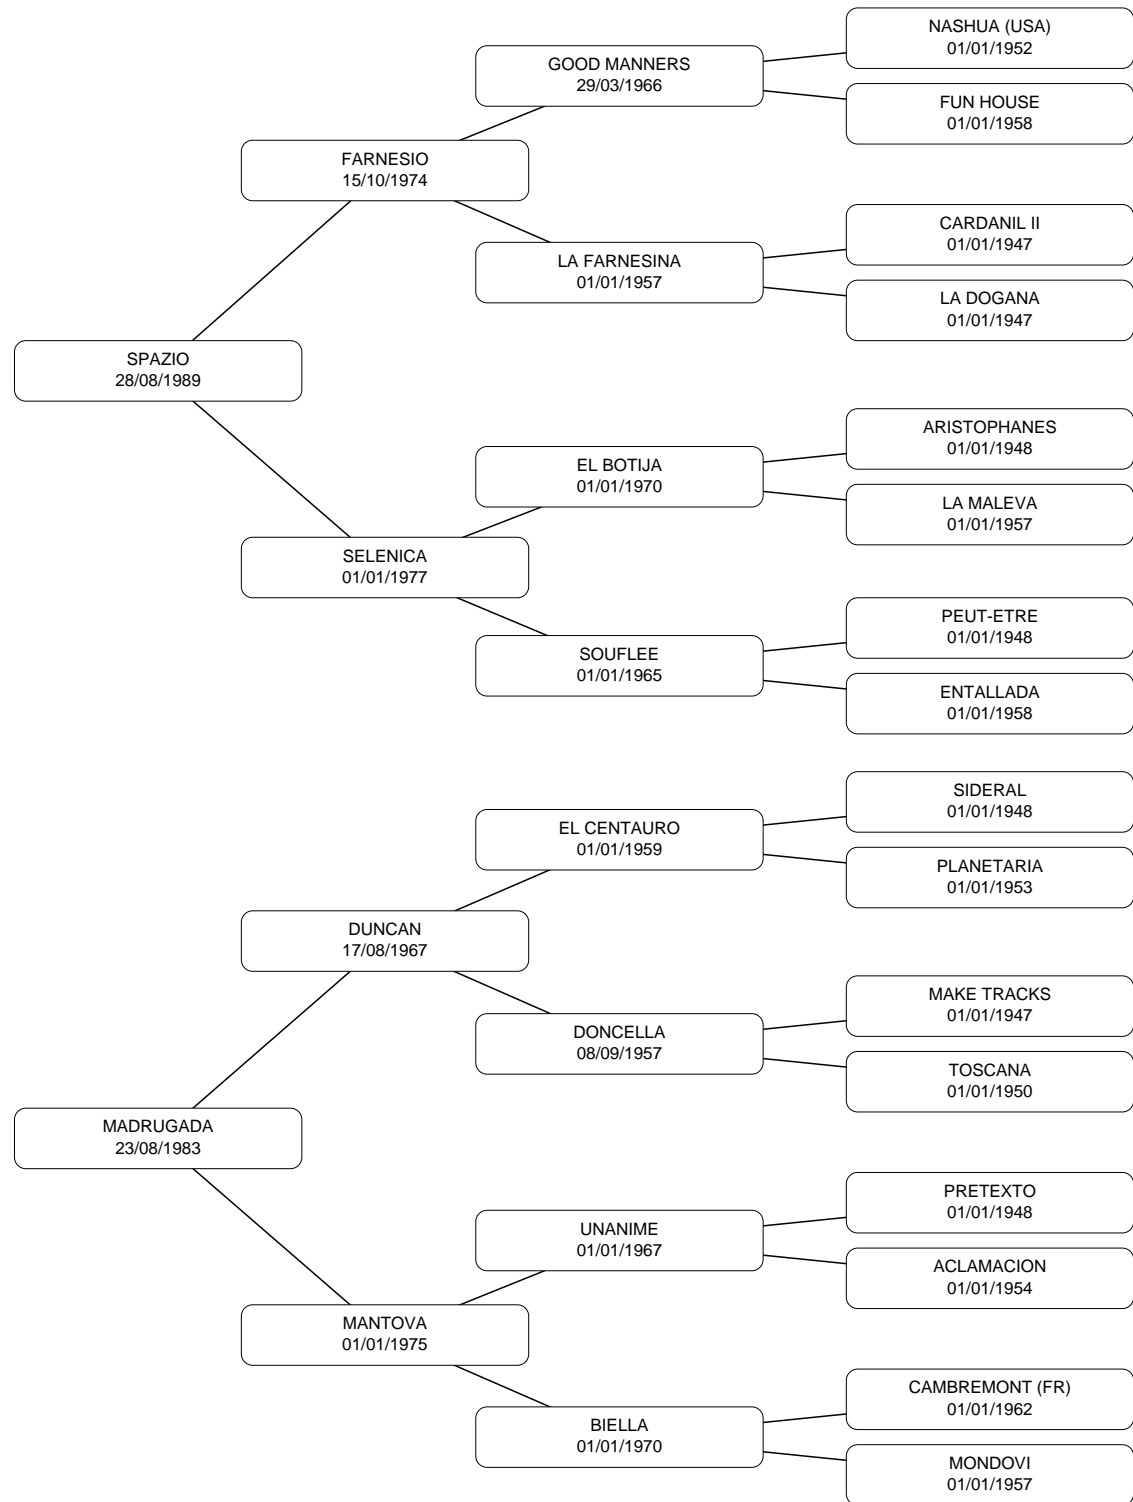 NASHUA (USA)
01/01/1952
GOOD MANNERS
29/03/1966
FUN HOUSE
01/01/1958
FARNESIO
15/10/1974
CARDANIL II
01/01/1947
LA FARNESINA
01/01/1957
LA DOGANA
01/01/1947
SPAZIO
28/08/1989
ARISTOPHANES
01/01/1948
EL BOTIJA
01/01/1970
LA MALEVA
01/01/1957
SELENICA
01/01/1977
PEUT-ETRE
01/01/1948
SOUFLEE
01/01/1965
ENTALLADA
01/01/1958
SIDERAL
01/01/1948
EL CENTAURO
01/01/1959
PLANETARIA
01/01/1953
DUNCAN
17/08/1967
MAKE TRACKS
01/01/1947
DONCELLA
08/09/1957
TOSCANA
01/01/1950
MADRUGADA
23/08/1983
PRETEXTO
01/01/1948
UNANIME
01/01/1967
ACLAMACION
01/01/1954
MANTOVA
01/01/1975
CAMBREMONT (FR)
01/01/1962
BIELLA
01/01/1970
MONDOVI
01/01/1957